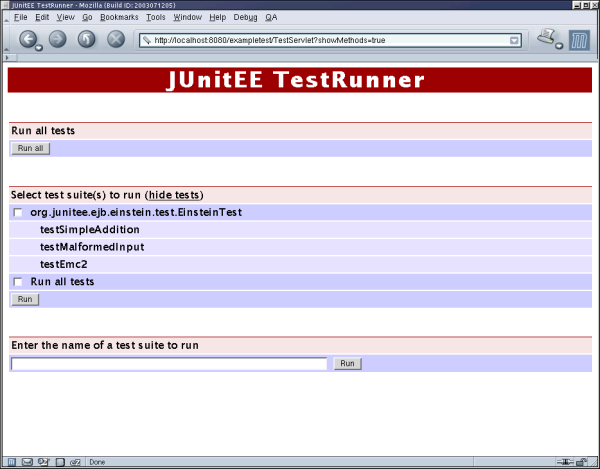 JUnitEE TestRunner - Mozilla {Build ID: 2003071205}
File Edit View Go Bookmarks Tools Window Help Debug QA
http://localhost:8080/exampletest/TestServlet?showMethods=true
JUnitEE TestRunner
Run all tests
Run all
Select test suite(s) to run (hide tests)
org.junitee.ejb.einstein.test.EinsteinTest
testSimpleAddition
testMalformedInput
testEmc2
Run all tests
Run
Enter the name of a test suite to run
Run
Done